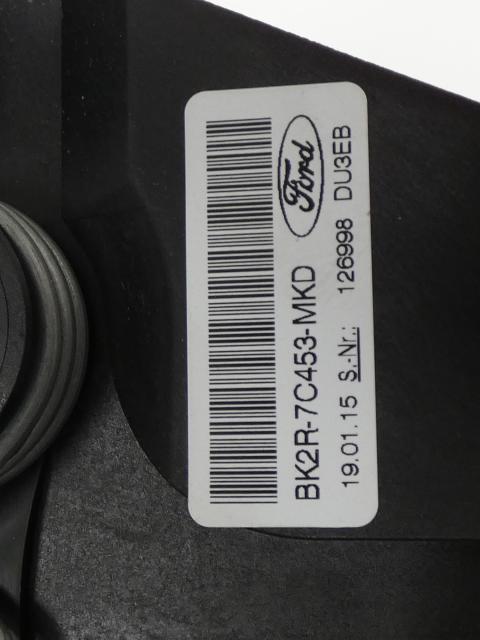 Ford
BK2R-7C453-MKD
19.01.15 S.-Nr.: 126998 DU3EB